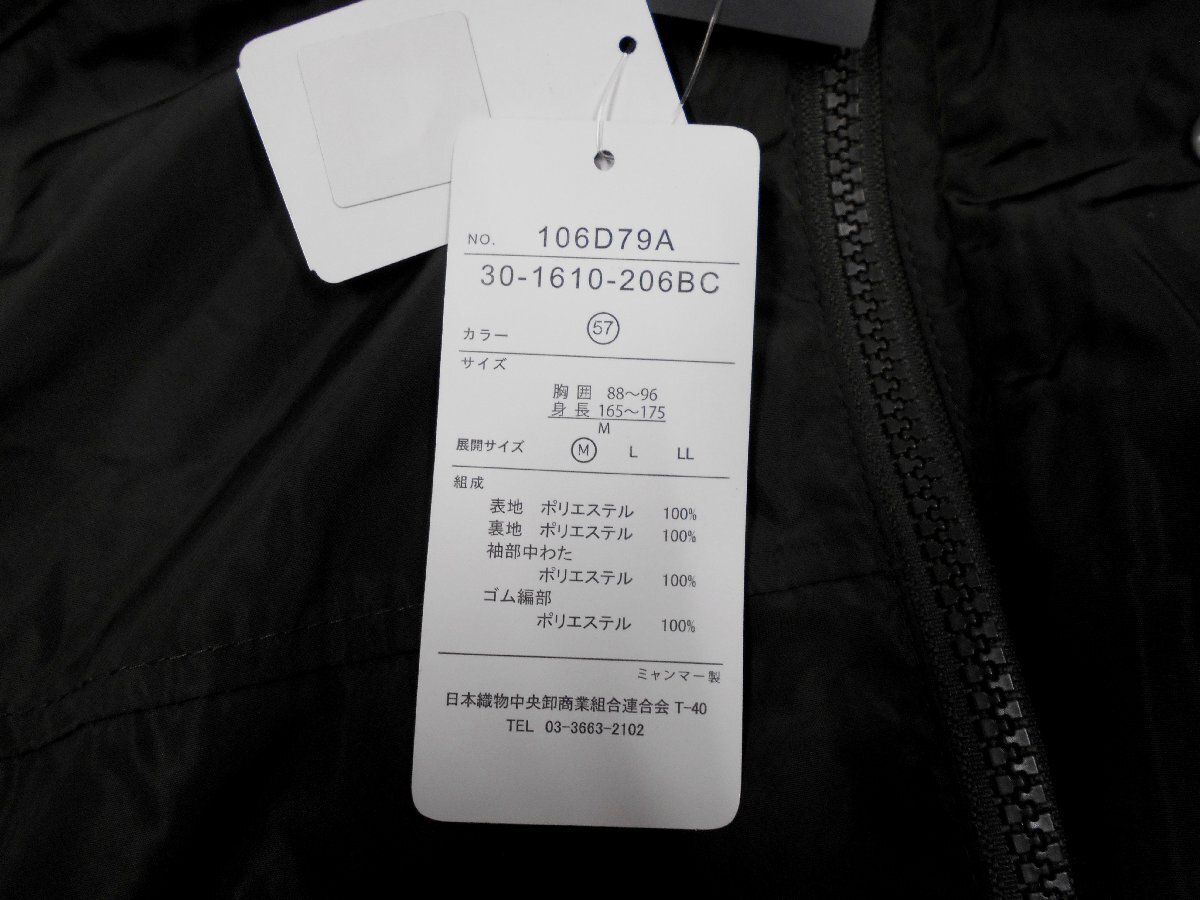 NO. 106D79A
30-1610-206BC
カラー 57
サイズ
胸囲 88～96
身長 165～175
M
展開サイズ M L LL
組成
表地 ポリエステル 100%
裏地 ポリエステル 100%
袖部中わた
ポリエステル 100%
ゴム編部
ポリエステル 100%
ミャンマー製
日本織物中央卸商業組合連合会 T-40
TEL 03-3663-2102